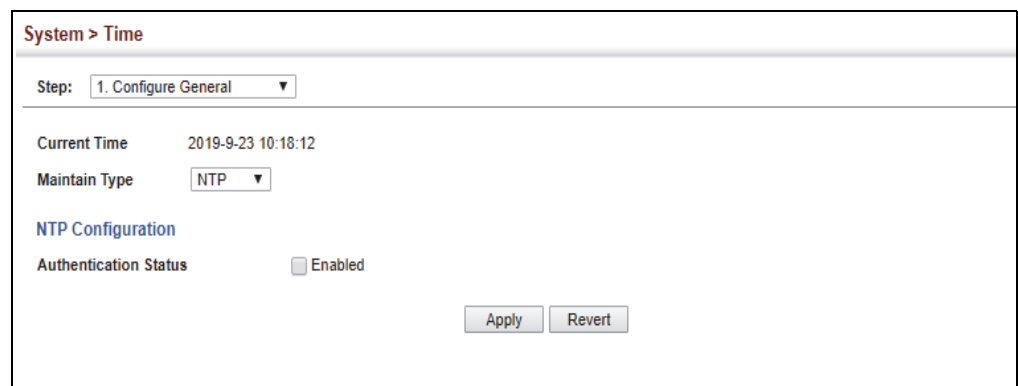 System > Time
Step: 1. Configure General
Current Time 2019-9-23 10:18:12
Maintain Type NTP
NTP Configuration
Authentication Status Enabled
Apply Revert